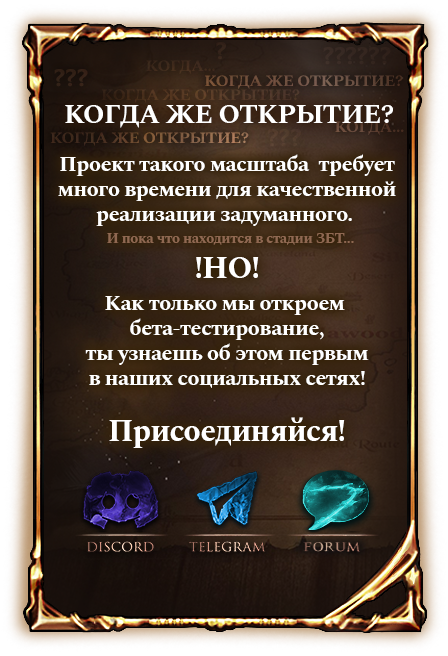 ?
КОГДА...
??????
???
КОГДА ЖЕ ОТКРЫТИЕ?
КОГДА ЖЕ ОТКРЫТИЕ?
КОГДА ЖЕ ОТКРЫТИЕ?
КОГДА...
КОГДА ЖЕ ОТКРЫТИЕ?
???
Проект такого масштаба требует
много времени для качественной
реализации задуманного.
И пока что находится в стадии ЗБТ...
!НО!
Как только мы откроем
бета-тестирование,
ты узнаешь об этом первым
в наших социальных сетях!
Присоединяйся!
DISCORD
TELEGRAM
FORUM